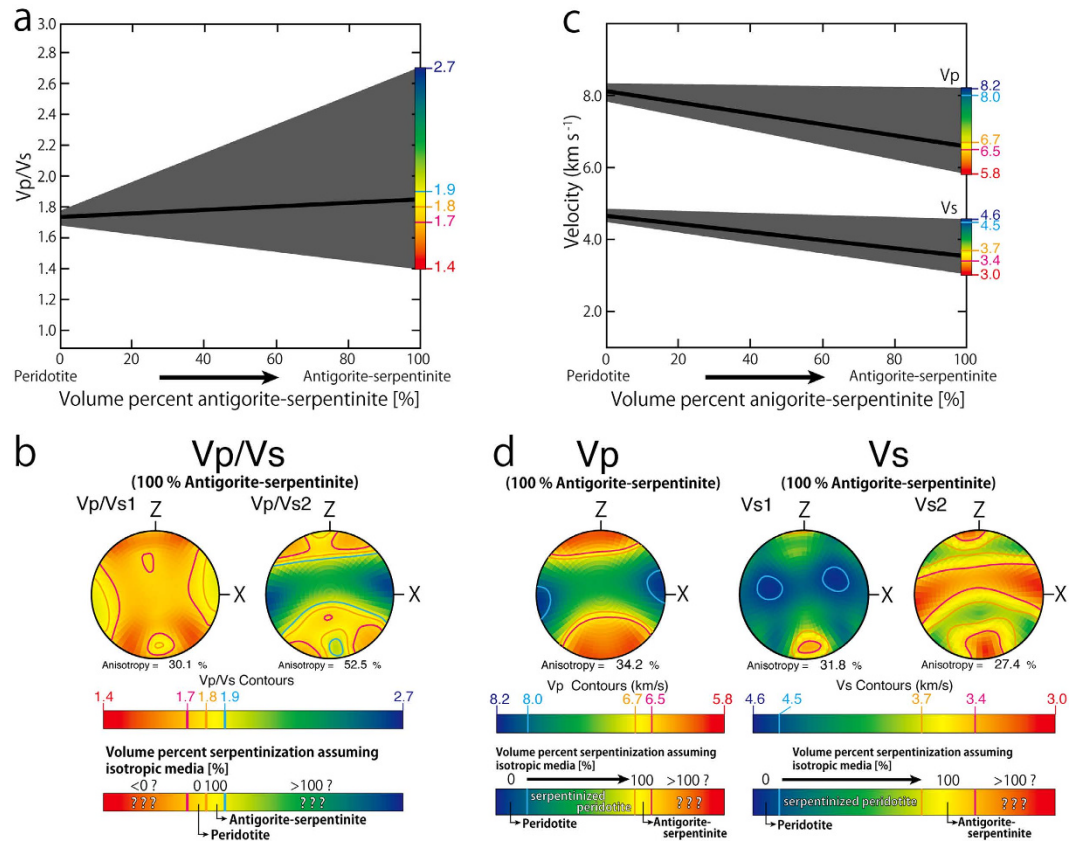 a
3.0
2.8
2.6
2.4
2.2
2.0
1.8
1.6
1.4
1.2
1.0
Vp/Vs
2.7
1.9
1.8
1.7
1.4
0 20 40 60 80 100
Peridotite Antigorite-serpentinite
Volume percent antigorite-serpentinite [%]
c
8.0
6.0
4.0
2.0
Velocity (km s⁻¹)
Vp
8.2
8.0
6.7
6.5
5.8
Vs
4.6
4.5
3.7
3.4
3.0
0 20 40 60 80 100
Peridotite Antigorite-serpentinite
Volume percent anigorite-serpentinite [%]
b
Vp/Vs
(100 % Antigorite-serpentinite)
Vp/Vs1 Vp/Vs2
Z Z
X X
Anisotropy = 30.1 % Anisotropy = 52.5 %
Vp/Vs Contours
1.4 1.7 1.8 1.9 2.7
Volume percent serpentinization assuming
isotropic media [%]
<0 ? 0 100 >100 ?
? ? ? ? ? ?
Antigorite-serpentinite
Peridotite
d
Vp Vs
(100 % Antigorite-serpentinite) (100 % Antigorite-serpentinite)
Vs1 Vs2
Z Z Z
X X X
Anisotropy = 34.2 % Anisotropy = 31.8 % Anisotropy = 27.4 %
Vp Contours (km/s) Vs Contours (km/s)
8.2 8.0 6.7 6.5 5.8 4.6 4.5 3.7 3.4 3.0
Volume percent serpentinization assuming
isotropic media [%]
0 100 >100 ?
serpentinized
peridotite
? ? ?
Peridotite
Antigorite-
serpentinite
Volume percent serpentinization assuming
isotropic media [%]
0 100 >100 ?
serpentinized peridotite ? ? ?
Peridotite
Antigorite-
serpentinite